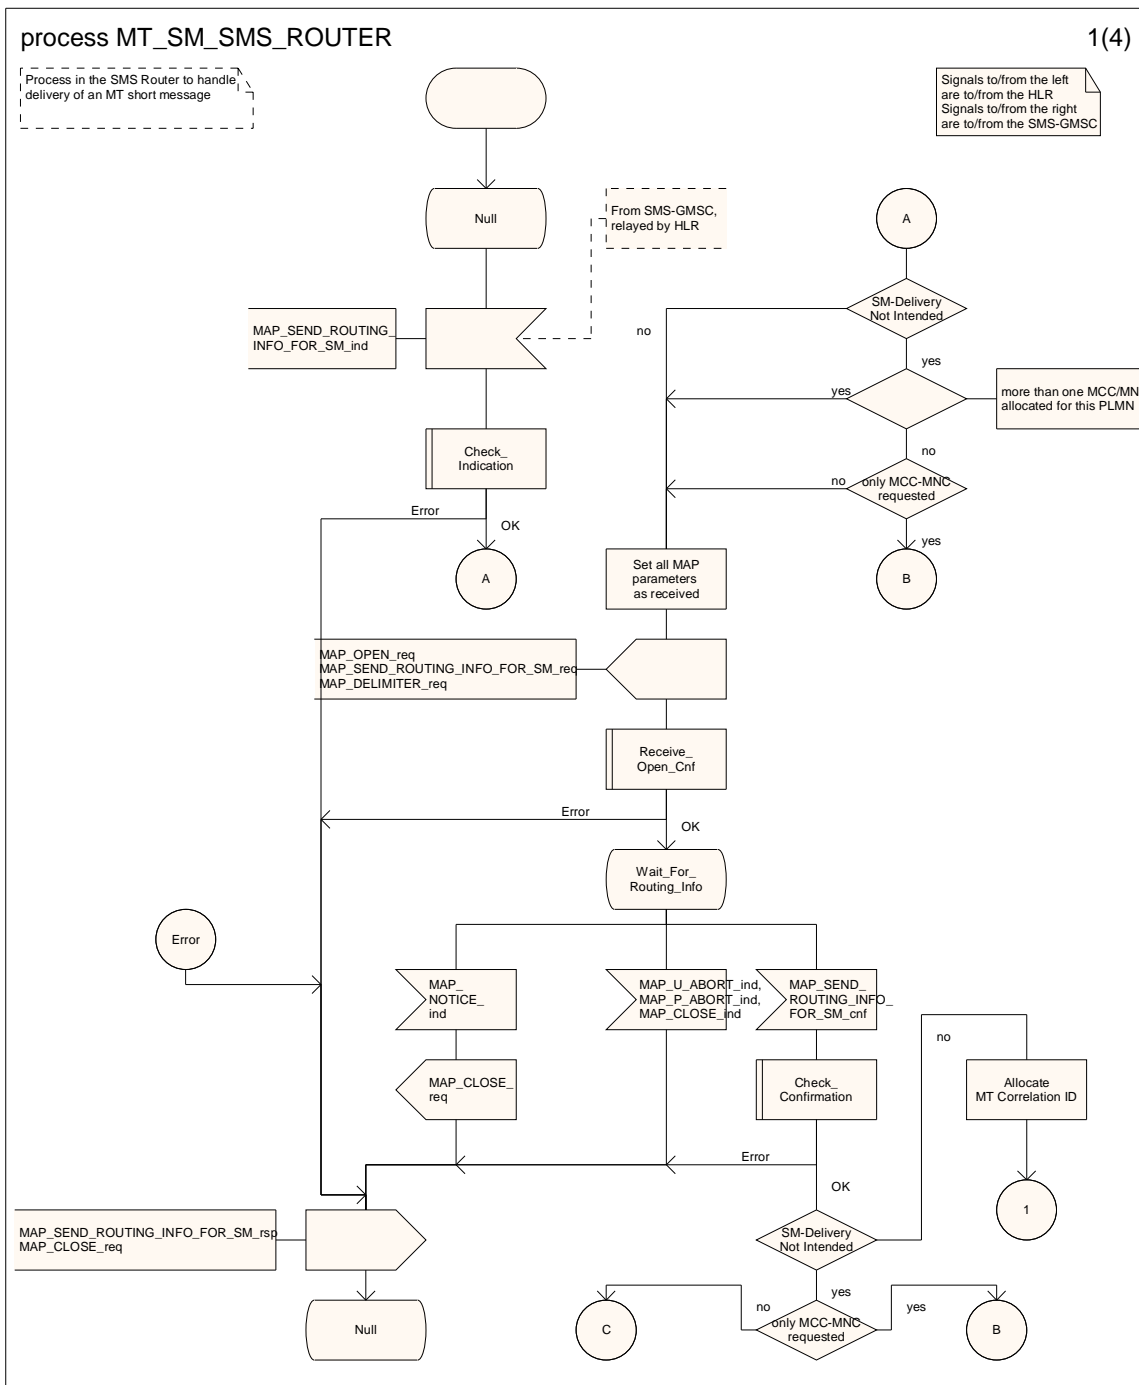 process MT_SM_SMS_ROUTER
1(4)
Process in the SMS Router to handle
delivery of an MT short message
Signals to/from the left
are to/from the HLR
Signals to/from the right
are to/from the SMS-GMSC
Null
From SMS-GMSC,
relayed by HLR
A
MAP_SEND_ROUTING_
INFO_FOR_SM_ind
SM-Delivery
Not Intended
no
yes
yes
more than one MCC/MN
allocated for this PLMN
no
Check_
Indication
only MCC-MNC
requested
no
yes
Error
OK
A
Set all MAP
parameters
as received
B
MAP_OPEN_req
MAP_SEND_ROUTING_INFO_FOR_SM_req
MAP_DELIMITER_req
Receive_
Open_Cnf
Error
OK
Wait_For_
Routing_Info
Error
MAP_
NOTICE_
ind
MAP_U_ABORT_ind,
MAP_P_ABORT_ind,
MAP_CLOSE_ind
MAP_SEND_
ROUTING_INFO_
FOR_SM_cnf
no
MAP_CLOSE_
req
Check_
Confirmation
Allocate
MT Correlation ID
Error
OK
1
MAP_SEND_ROUTING_INFO_FOR_SM_rsp
MAP_CLOSE_req
SM-Delivery
Not Intended
yes
Null
C
no
only MCC-MNC
requested
yes
B